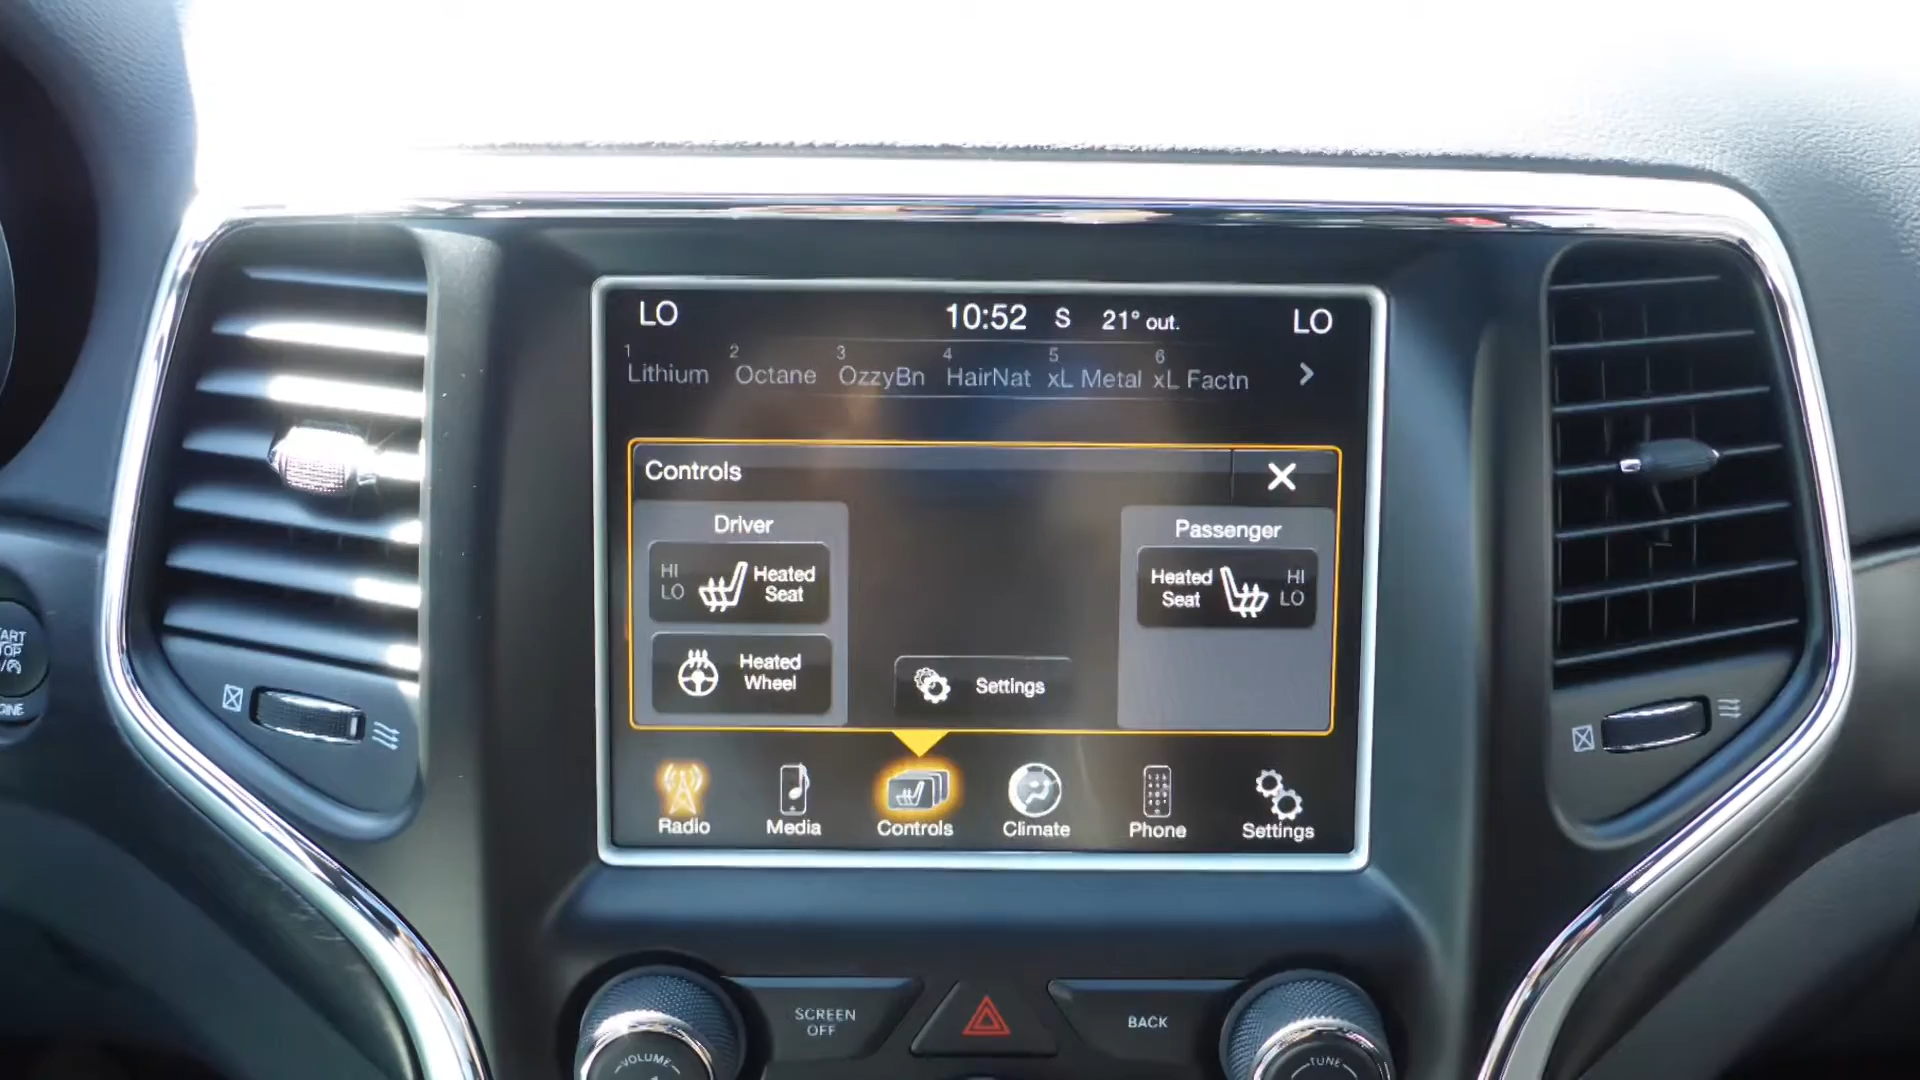 LO 10:52 S 21° out. LO
1 2 3 4 5 6
Lithium Octane OzzyBn HairNat xL Metal xL Factn
Controls
Driver
HI
LO
Heated
Seat
Heated
Wheel
Settings
Passenger
Heated
Seat
HI
LO
Radio Media Controls Climate Phone Settings
SCREEN
OFF
BACK
VOLUME
TUNE